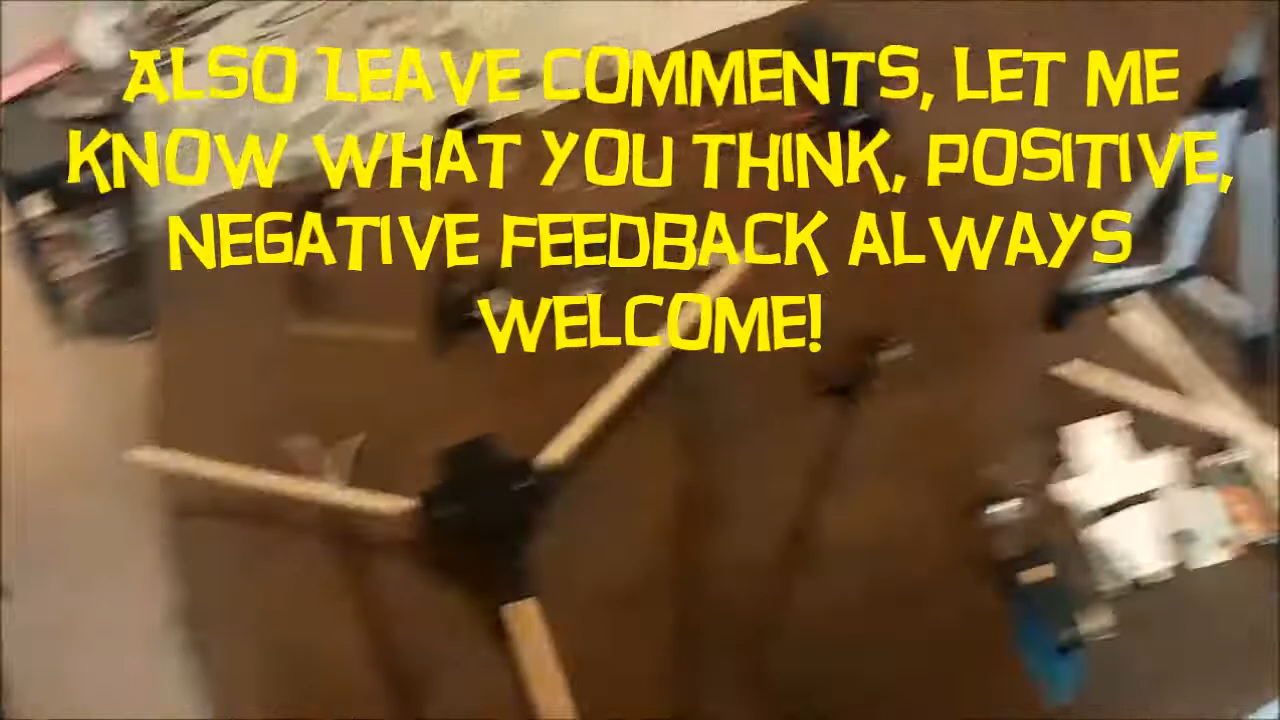 ALSO LEAVE COMMENTS, LET ME
KNOW WHAT YOU THINK, POSITIVE,
NEGATIVE FEEDBACK ALWAYS
WELCOME!